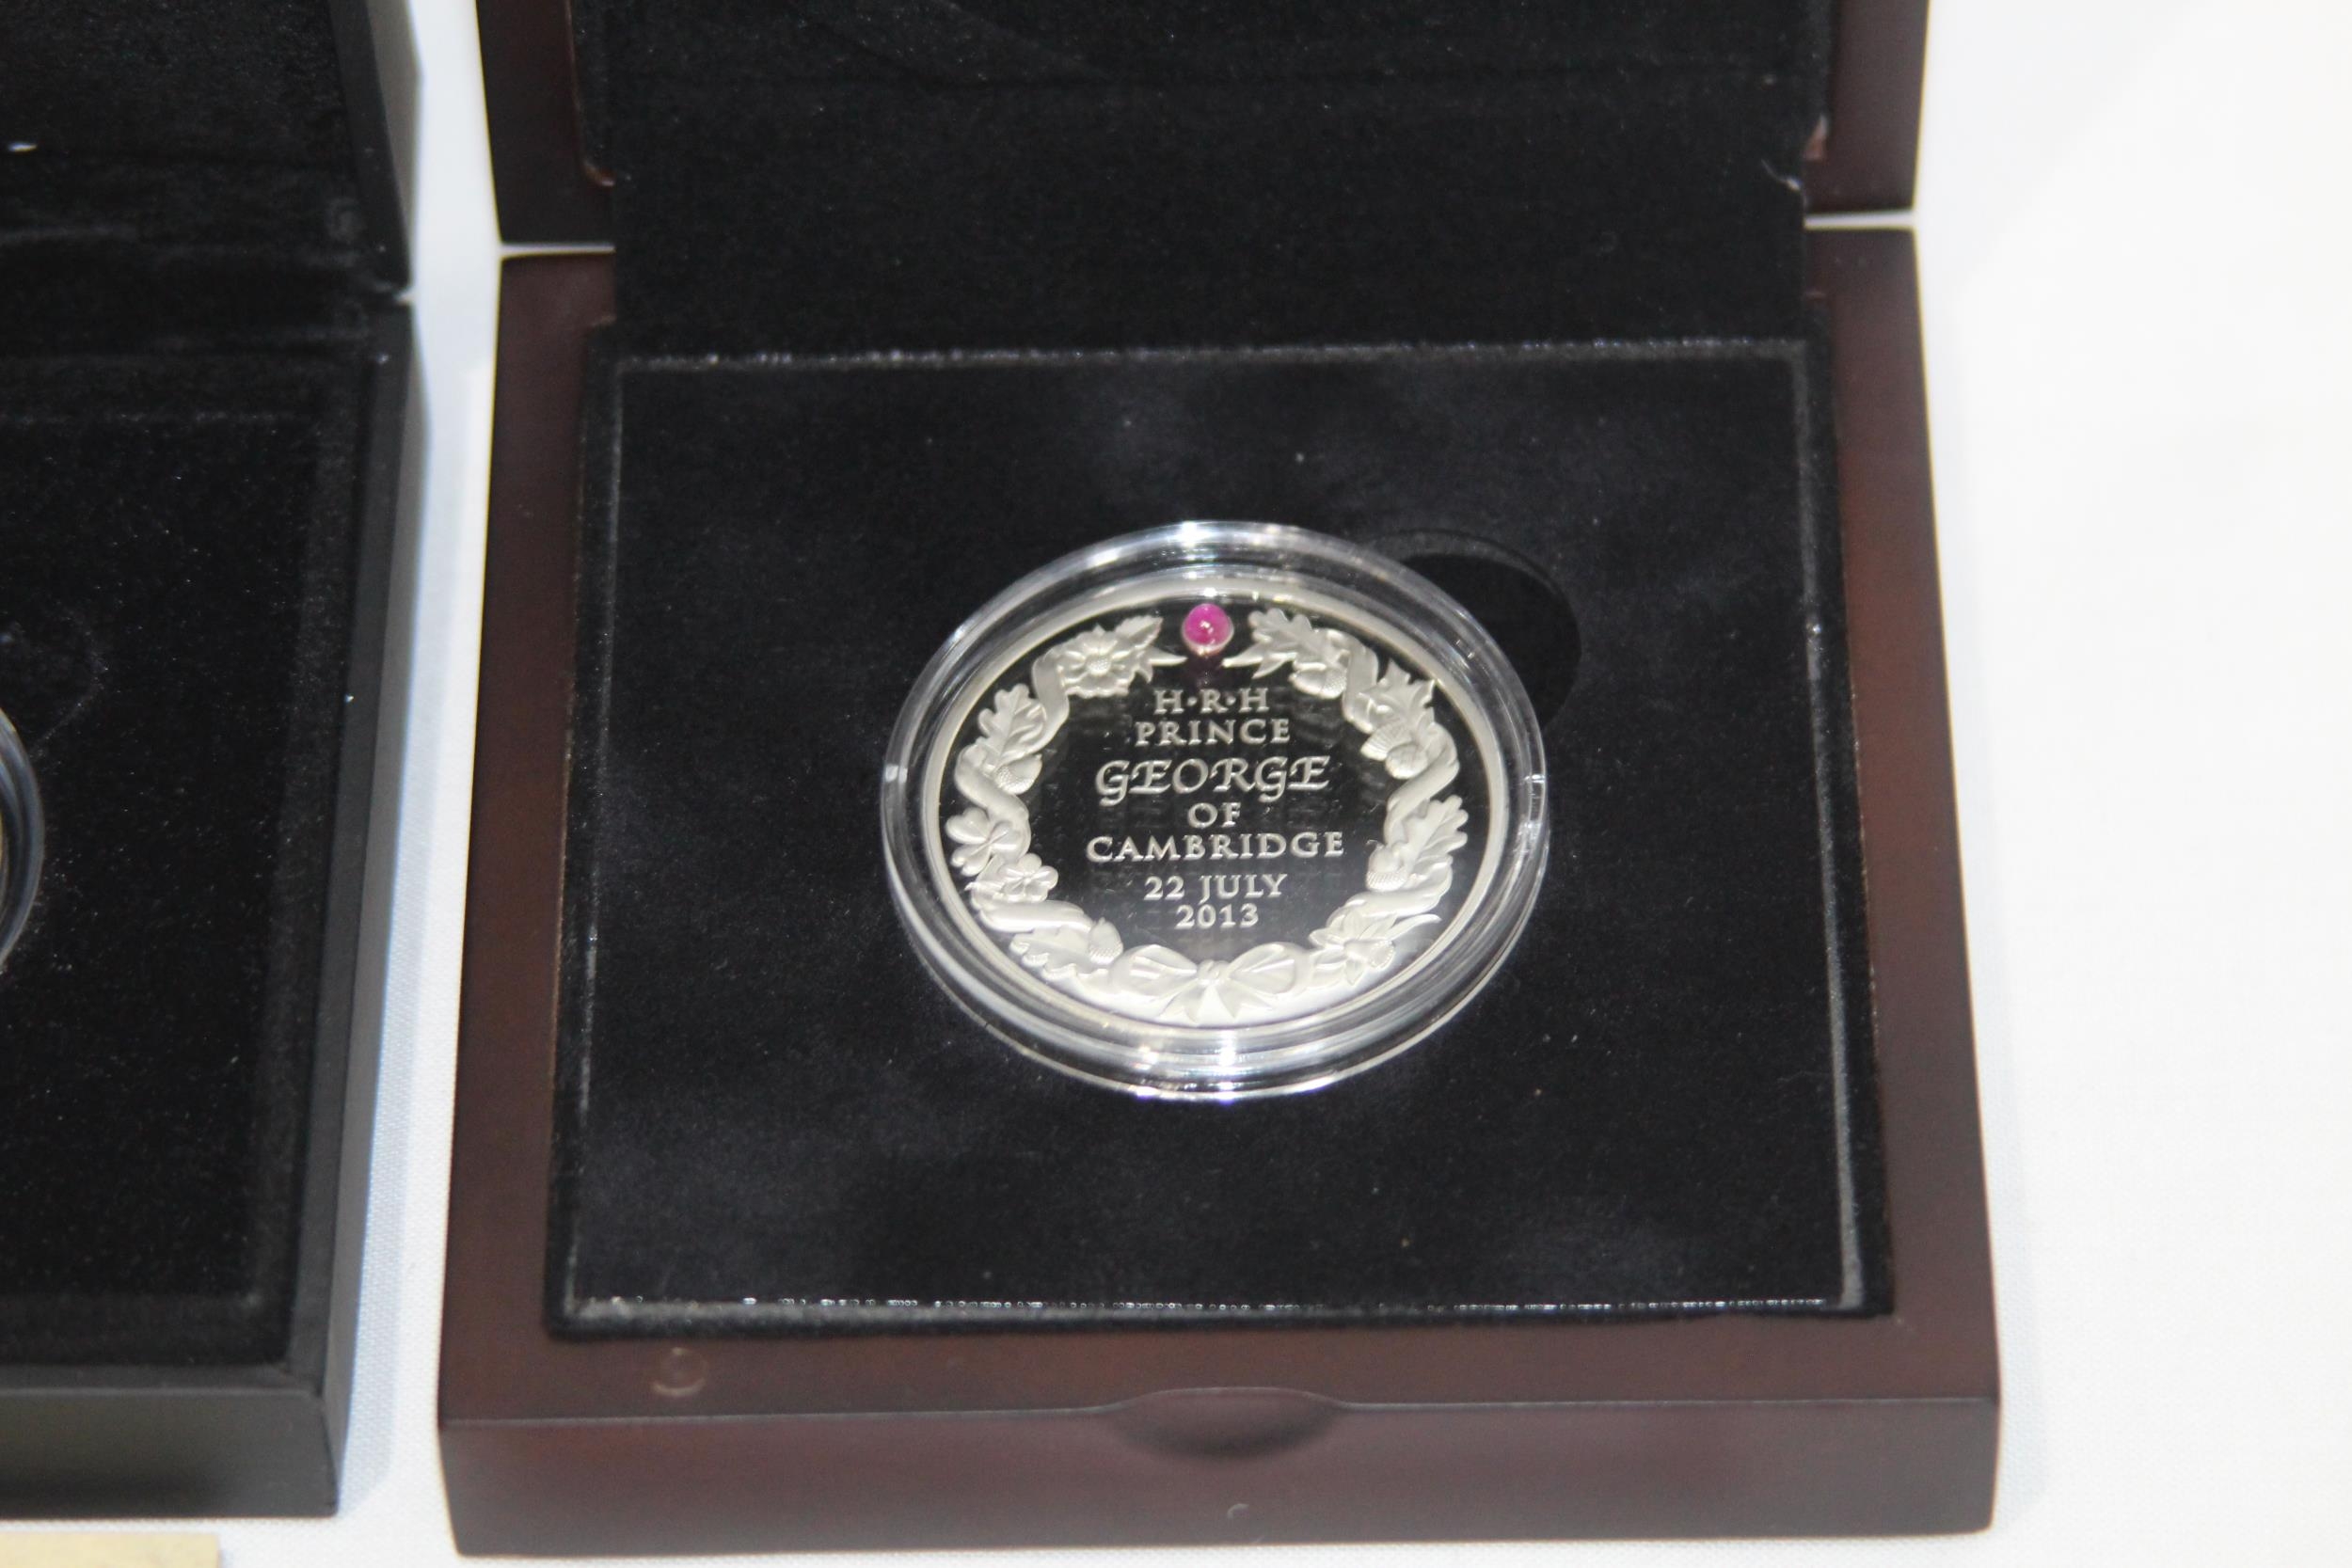 H·R·H
PRINCE
GEORGE
OF
CAMBRIDGE
22 JULY
2013